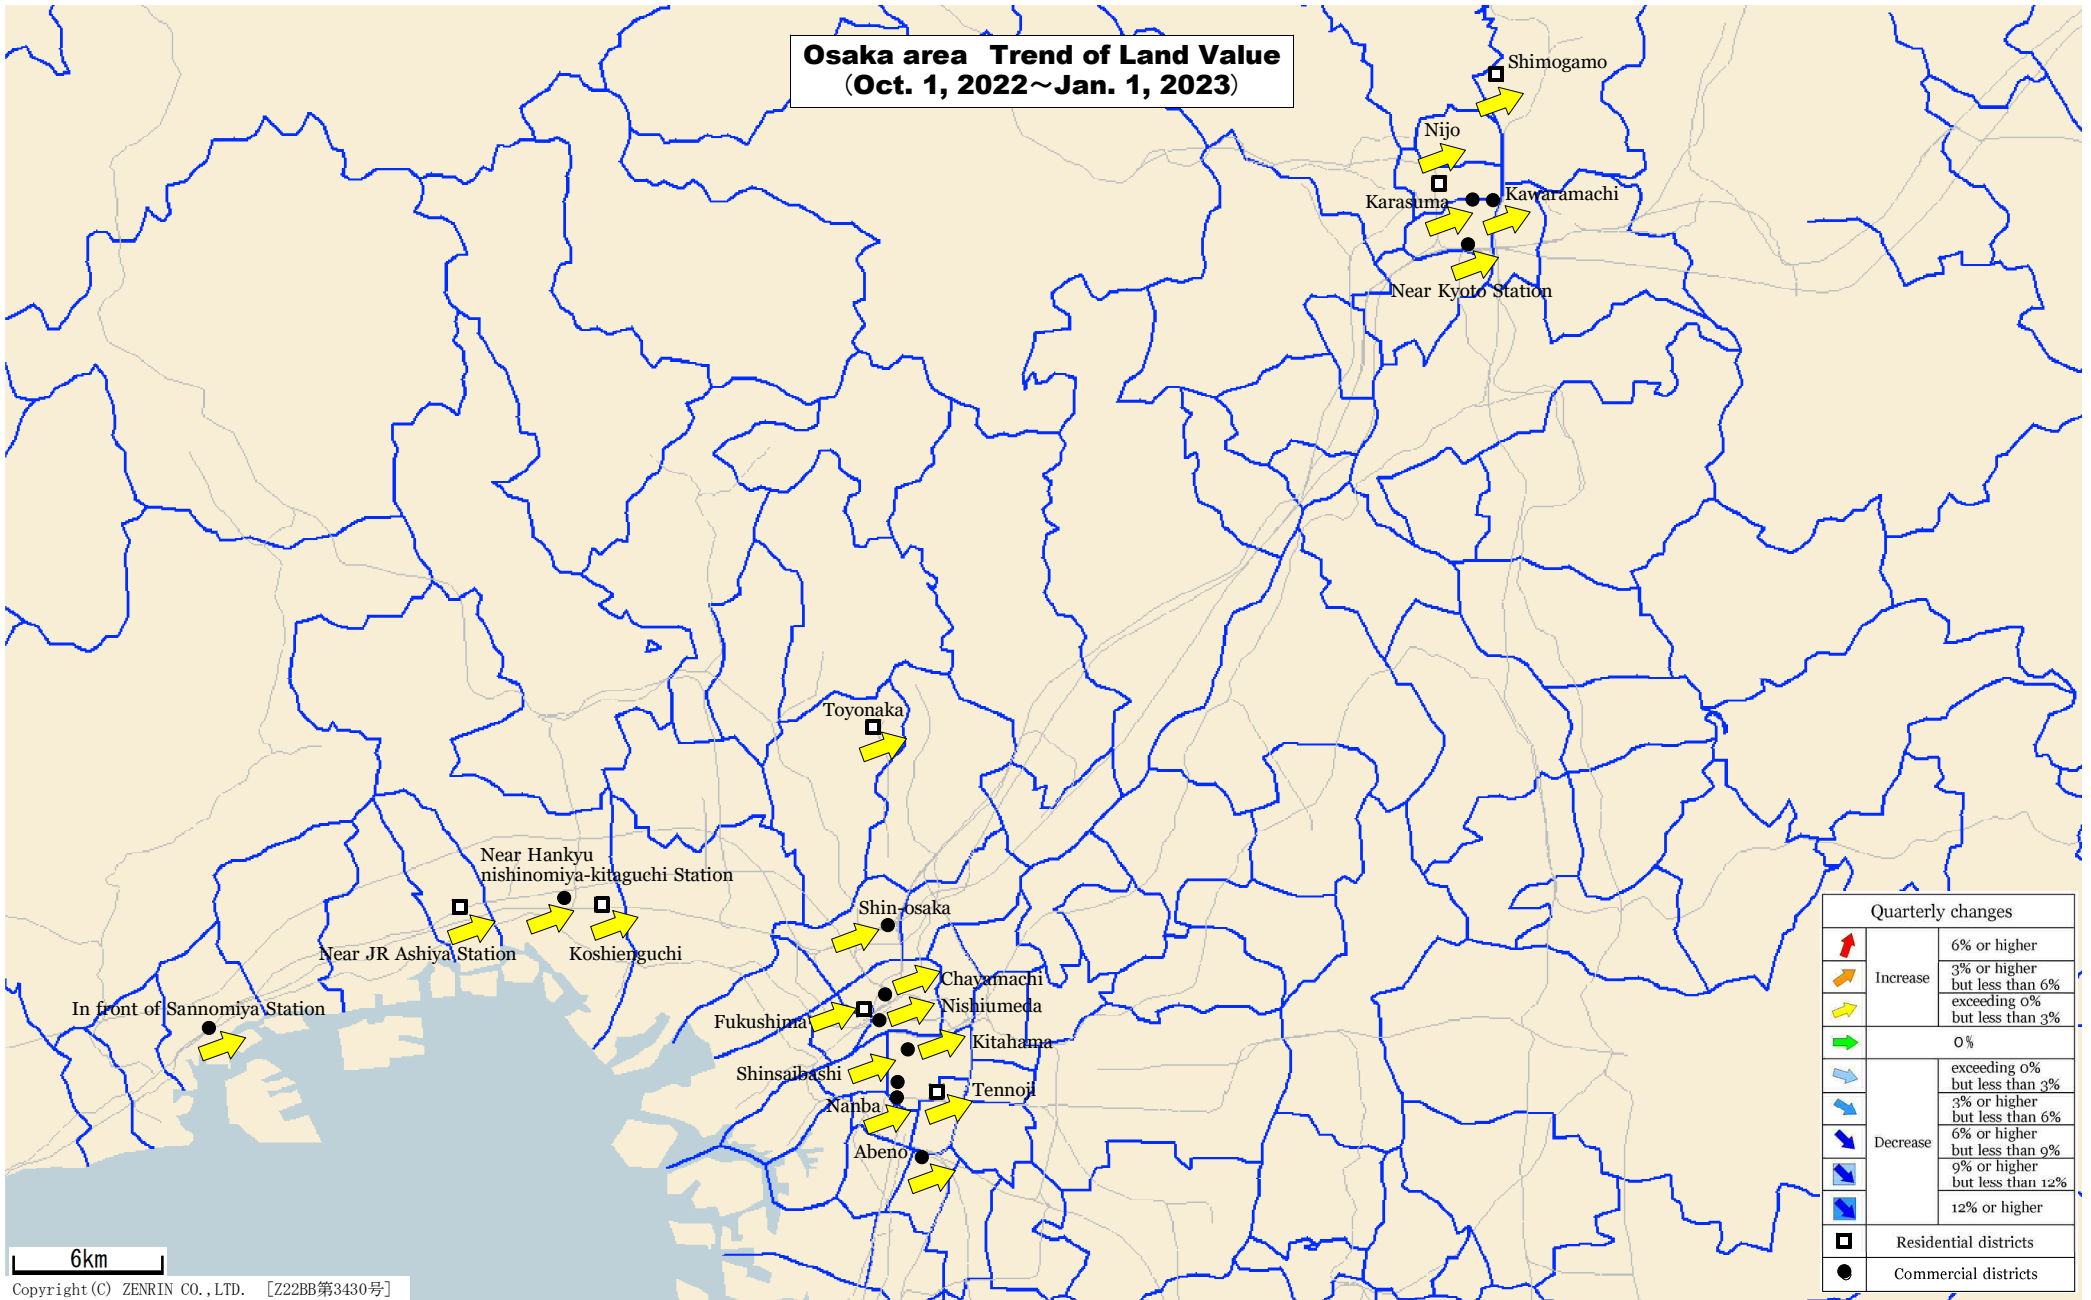 Osaka area Trend of Land Value
(Oct. 1, 2022～Jan. 1, 2023)
Shimogamo
Nijo
Karasuma
Kawaramachi
Near Kyoto Station
Toyonaka
Near Hankyu
nishinomiya-kitaguchi Station
Near JR Ashiya Station
Koshienguchi
In front of Sannomiya Station
Shin-osaka
Chayamachi
Nishiumeda
Fukushima
Kitahama
Shinsaibashi
Tennoji
Nanba
Abeno
Quarterly changes
Increase
6% or higher
3% or higher
but less than 6%
exceeding 0%
but less than 3%
0%
Decrease
exceeding 0%
but less than 3%
3% or higher
but less than 6%
6% or higher
but less than 9%
9% or higher
but less than 12%
12% or higher
Residential districts
Commercial districts
6km
Copyright(C) ZENRIN CO.,LTD. [Z22BB第3430号]